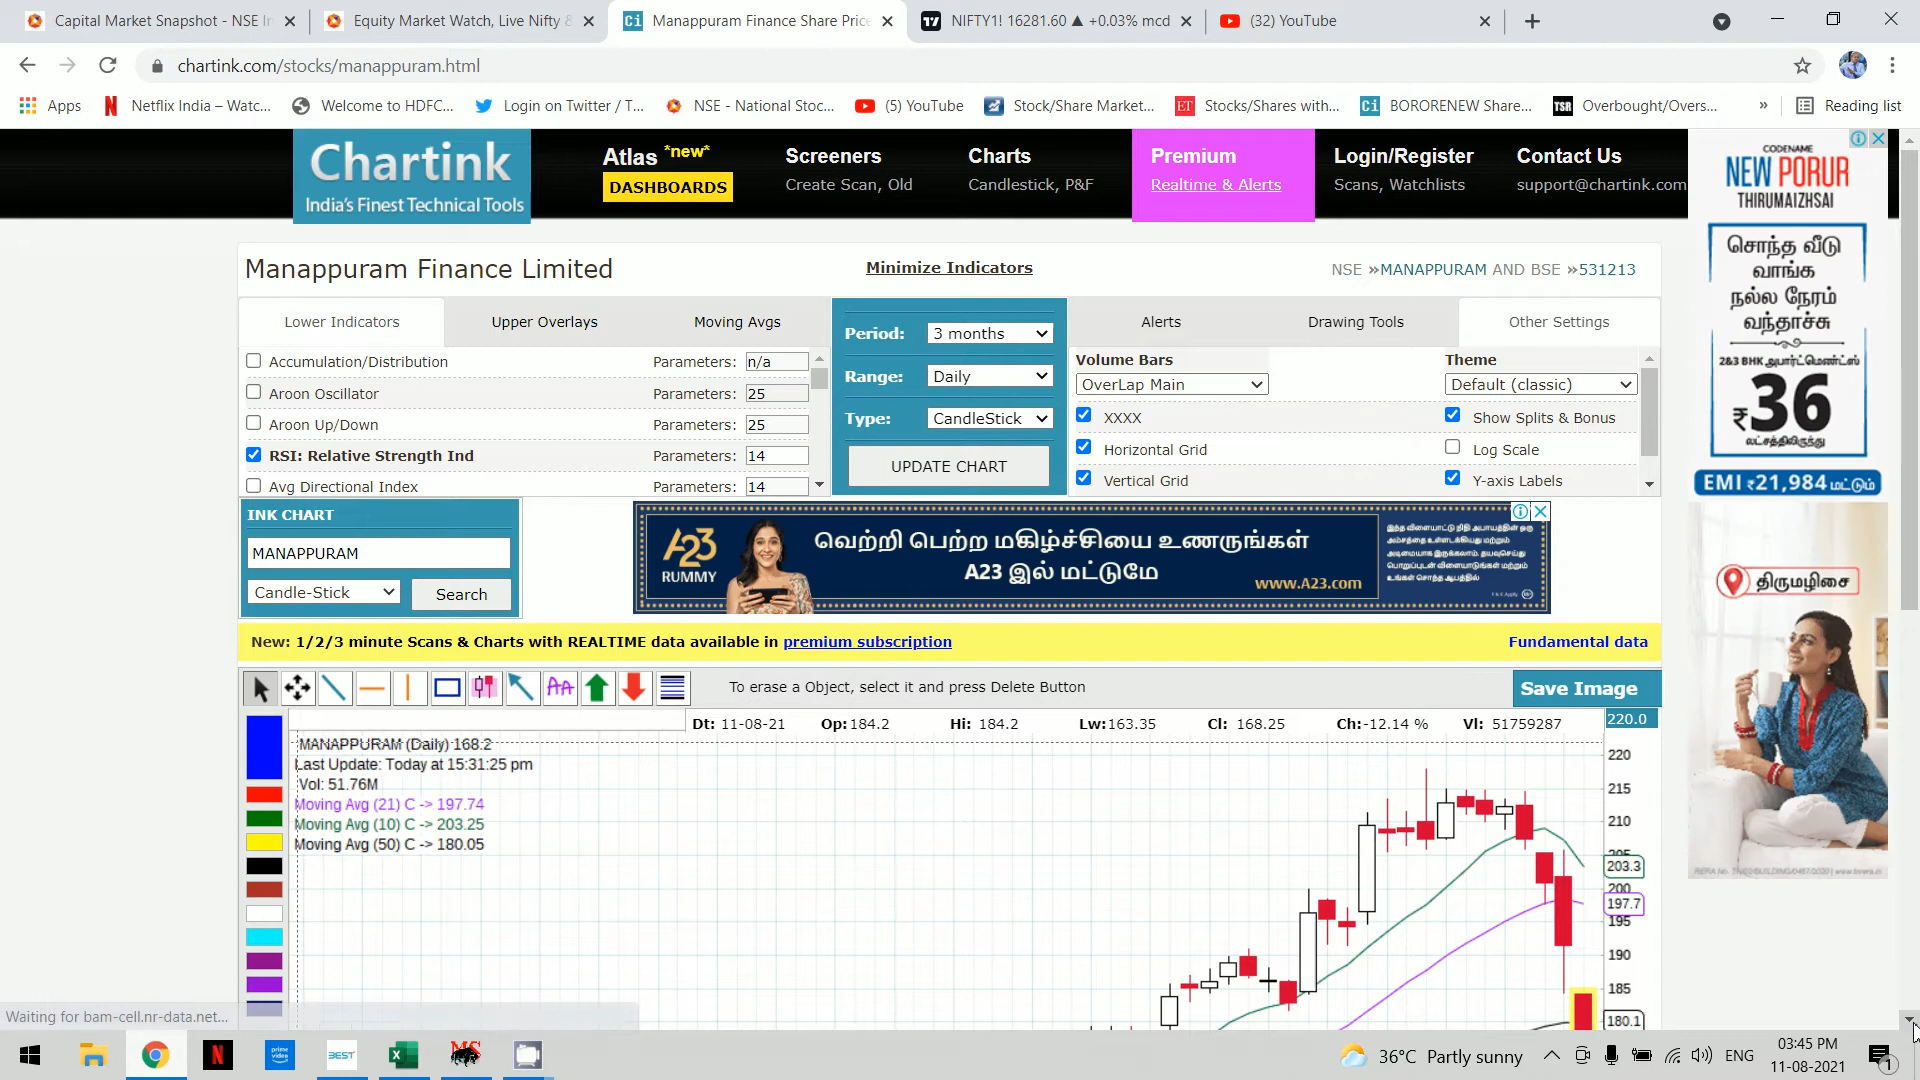 Capital Market Snapshot - NSE In
Equity Market Watch, Live Nifty &
Manappuram Finance Share Price
NIFTY1! 16281.60 ▲ +0.03% mcd
(32) YouTube
chartink.com/stocks/manappuram.html
Apps
Netflix India – Watc...
Welcome to HDFC...
Login on Twitter / T...
NSE - National Stoc...
(5) YouTube
Stock/Share Market...
Stocks/Shares with...
BORORENEW Share...
Overbought/Overs...
»
Reading list
Chartink
India's Finest Technical Tools
Atlas *new*
DASHBOARDS
Screeners
Create Scan, Old
Charts
Candlestick, P&F
Premium
Realtime & Alerts
Login/Register
Scans, Watchlists
Contact Us
support@chartink.com
Manappuram Finance Limited
Minimize Indicators
NSE »MANAPPURAM AND BSE »531213
Lower Indicators
Upper Overlays
Moving Avgs
Accumulation/Distribution Parameters: n/a
Aroon Oscillator Parameters: 25
Aroon Up/Down Parameters: 25
RSI: Relative Strength Ind Parameters: 14
Avg Directional Index Parameters: 14
Period: 3 months
Range: Daily
Type: CandleStick
UPDATE CHART
Alerts
Drawing Tools
Other Settings
Volume Bars
OverLap Main
XXXX
Horizontal Grid
Vertical Grid
Theme
Default (classic)
Show Splits & Bonus
Log Scale
Y-axis Labels
INK CHART
MANAPPURAM
Candle-Stick
Search
A23
RUMMY
வெற்றி பெற்ற மகிழ்ச்சியை உணருங்கள்
A23 இல் மட்டுமே
www.A23.com
New: 1/2/3 minute Scans & Charts with REALTIME data available in premium subscription
Fundamental data
To erase a Object, select it and press Delete Button
Save Image
Dt: 11-08-21 Op:184.2 Hi: 184.2 Lw:163.35 Cl: 168.25 Ch:-12.14 % Vl: 51759287
220.0
MANAPPURAM (Daily) 168.2
Last Update: Today at 15:31:25 pm
Vol: 51.76M
Moving Avg (21) C -> 197.74
Moving Avg (10) C -> 203.25
Moving Avg (50) C -> 180.05
220
215
210
205
203.3
200
197.7
195
190
185
180.1
CODENAME
NEW PORUR
THIRUMAIZHSAI
சொந்த வீடு
வாங்க
நல்ல நேரம்
வந்தாச்சு
2&3 BHK அபார்ட்மெண்ட்ஸ்
₹36
லட்சத்திலிருந்து
EMI ₹21,984 மட்டும்
திருமழிசை
Waiting for bam-cell.nr-data.net...
prime video
BEST
MS
36°C Partly sunny
ENG
03:45 PM
11-08-2021
1